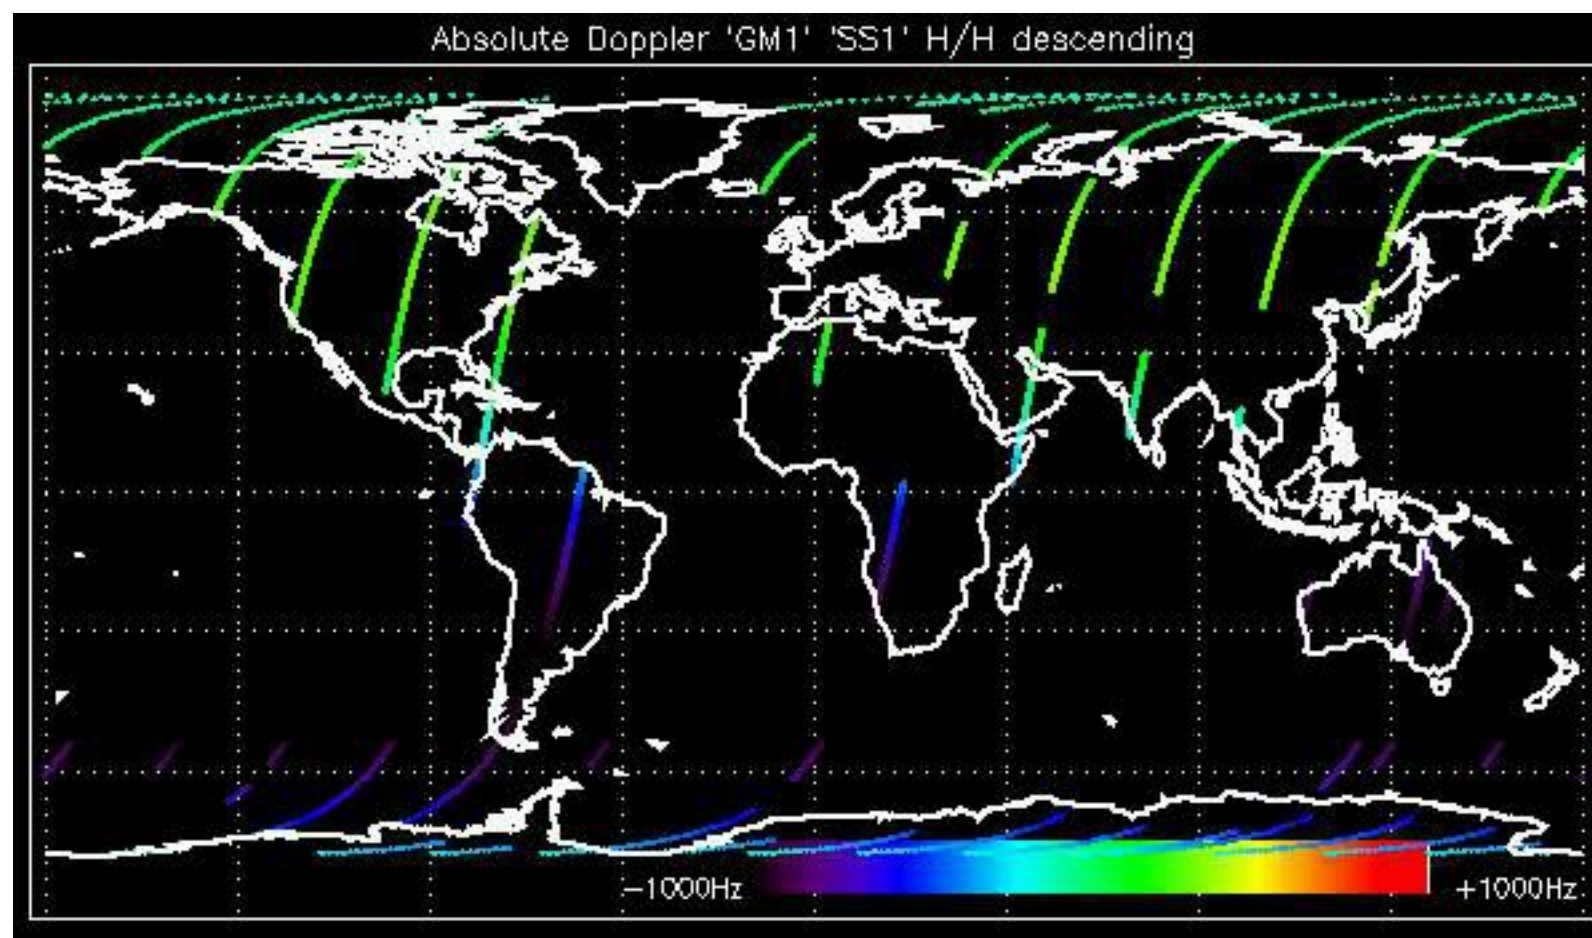 Absolute Doppler 'GM1' 'SS1' H/H descending
-1000Hz
+1000Hz